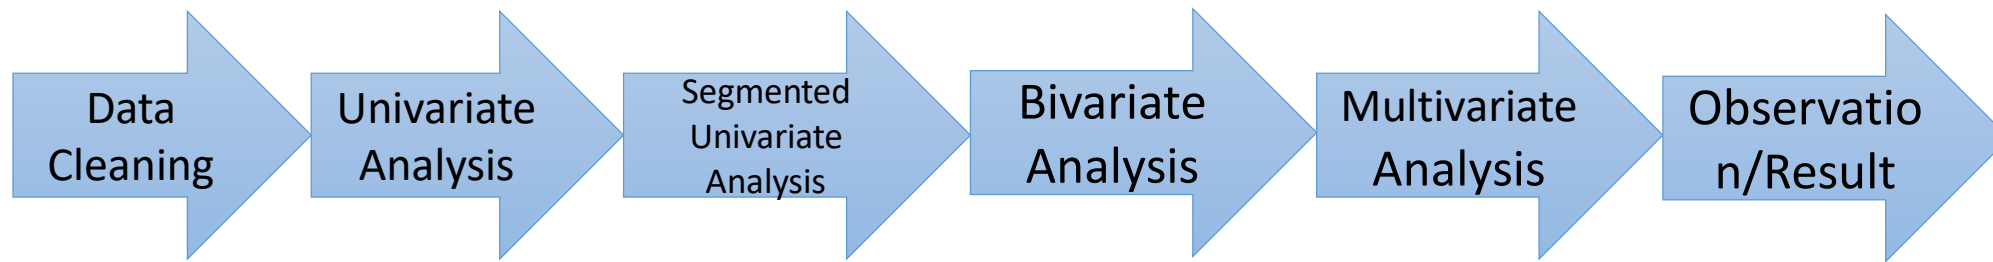 Data
Cleaning
Univariate
Analysis
Segmented
Univariate
Analysis
Bivariate
Analysis
Multivariate
Analysis
Observatio
n/Result